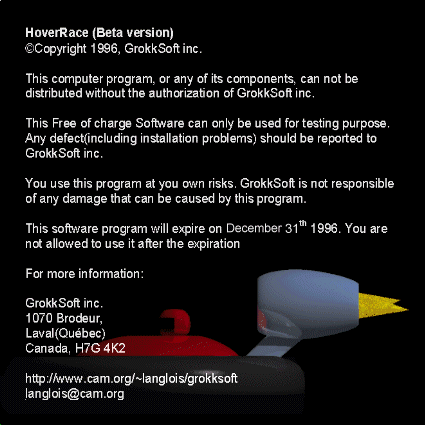 HoverRace (Beta version)
©Copyright 1996, GrokkSoft inc.
This computer program, or any of its components, can not be
distributed without the authorization of GrokkSoft inc.
This Free of charge Software can only be used for testing purpose.
Any defect(including installation problems) should be reported to
GrokkSoft inc.
You use this program at you own risks. GrokkSoft is not responsible
of any damage that can be caused by this program.
This software program will expire on December 31th 1996. You are
not allowed to use it after the expiration
For more information:
GrokkSoft inc.
1070 Brodeur,
Laval(Québec)
Canada, H7G 4K2
http://www.cam.org/~langlois/grokksoft
langlois@cam.org